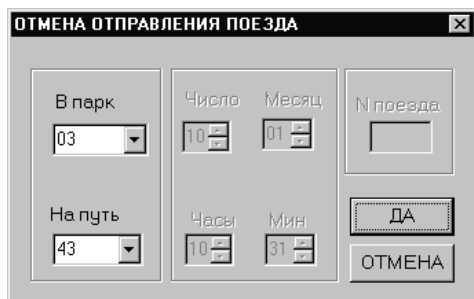 ОТМЕНА ОТПРАВЛЕНИЯ ПОЕЗДА
В парк Число Месяц N поезда
03 10 01
На путь Часы Мин ДА
43 10 31 ОТМЕНА